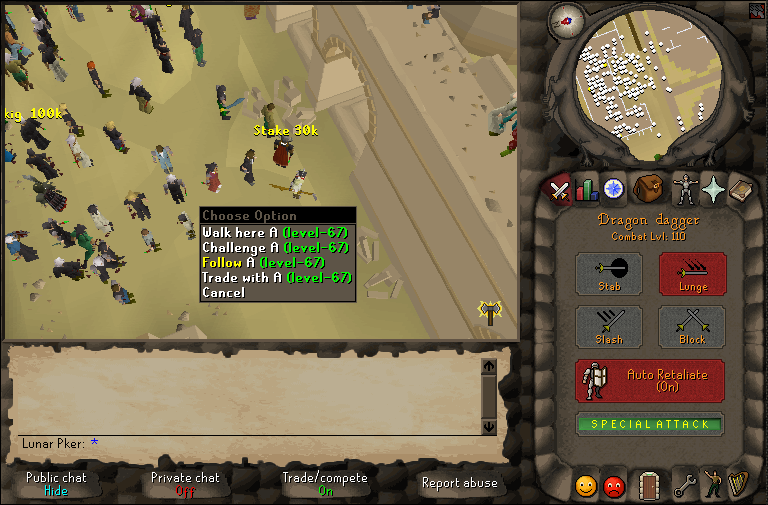 kig 100k
Stake 30k
Choose Option
Walk here A (level-67)
Challenge A (level-67)
Follow A (level-67)
Trade with A (level-67)
Cancel
Dragon dagger
Combat Lvl: 110
Stab
Lunge
Slash
Block
Auto Retaliate
(On)
SPECIAL ATTACK
Lunar Pker: *
Public chat
Hide
Private chat
Off
Trade/compete
On
Report abuse